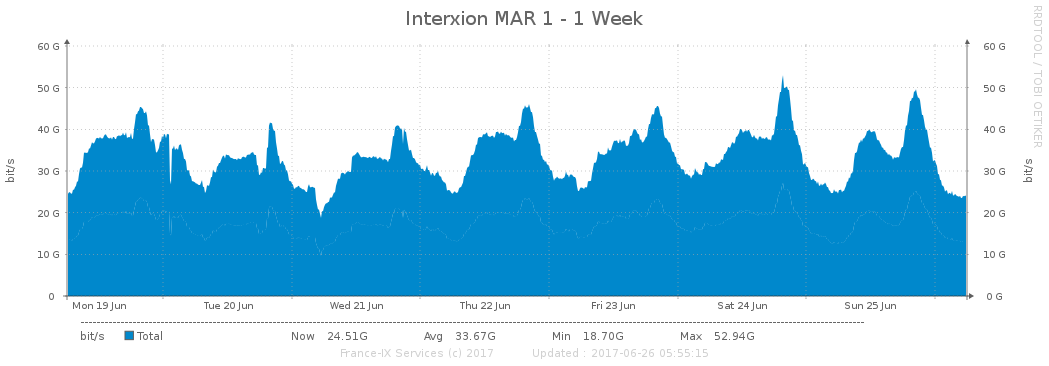 Interxion MAR 1 - 1 Week
RRDTOOL / TOBI OETIKER
60 G 60 G
50 G 50 G
40 G 40 G
30 G 30 G
20 G 20 G
10 G 10 G
0 0 G
bit/s
bit/s
Mon 19 Jun Tue 20 Jun Wed 21 Jun Thu 22 Jun Fri 23 Jun Sat 24 Jun Sun 25 Jun
bit/s Total Now 24.51G Avg 33.67G Min 18.70G Max 52.94G
France-IX Services (c) 2017 Updated : 2017-06-26 05:55:15